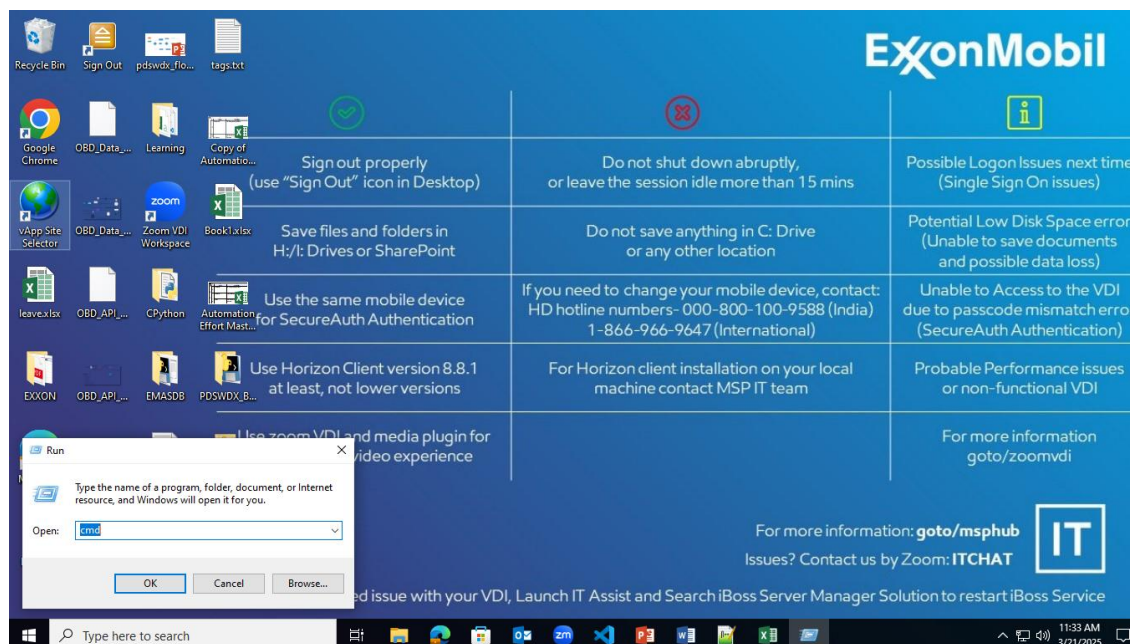 ExxonMobil
Recycle Bin
Sign Out
pdswdx_flo...
tags.txt
Google
Chrome
OBD_Data_...
Learning
Copy of
Automatio...
vApp Site
Selector
OBD_Data_...
Zoom VDI
Workspace
Book1.xlsx
leave.xlsx
OBD_API_...
CPython
Automation
Effort Mast...
EXXON
OBD_API_...
EMASDB
PDSWDX_B...
Sign out properly
(use "Sign Out" icon in Desktop)
Do not shut down abruptly,
or leave the session idle more than 15 mins
Possible Logon Issues next time
(Single Sign On issues)
Save files and folders in
H:/I: Drives or SharePoint
Do not save anything in C: Drive
or any other location
Potential Low Disk Space error
(Unable to save documents
and possible data loss)
Use the same mobile device
for SecureAuth Authentication
If you need to change your mobile device, contact:
HD hotline numbers- 000-800-100-9588 (India)
1-866-966-9647 (International)
Unable to Access to the VDI
due to passcode mismatch erro
(SecureAuth Authentication)
Use Horizon Client version 8.8.1
at least, not lower versions
For Horizon client installation on your local
machine contact MSP IT team
Probable Performance issues
or non-functional VDI
Use zoom VDI and media plugin for
video experience
For more information
goto/zoomvdi
Run
Type the name of a program, folder, document, or Internet
resource, and Windows will open it for you.
Open:
cmd
OK
Cancel
Browse...
For more information: goto/msphub
Issues? Contact us by Zoom: ITCHAT
IT
ed issue with your VDI, Launch IT Assist and Search iBoss Server Manager Solution to restart iBoss Service
Type here to search
11:33 AM
3/21/2025